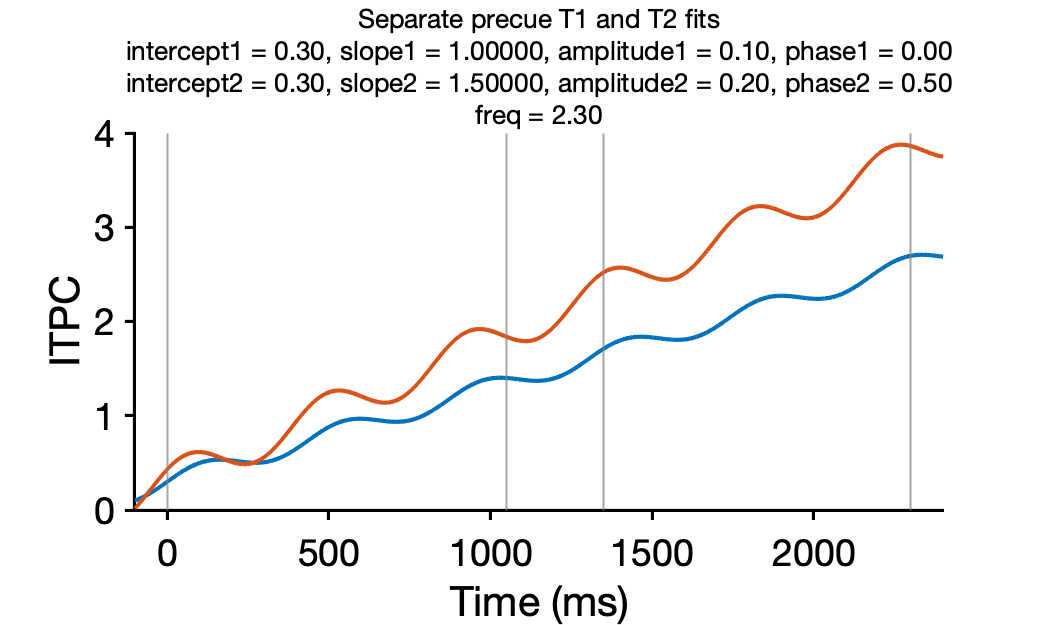 Separate precue T1 and T2 fits
intercept1 = 0.30, slope1 = 1.00000, amplitude1 = 0.10, phase1 = 0.00
intercept2 = 0.30, slope2 = 1.50000, amplitude2 = 0.20, phase2 = 0.50
freq = 2.30
4
3
2
1
0
ITPC
0 500 1000 1500 2000
Time (ms)